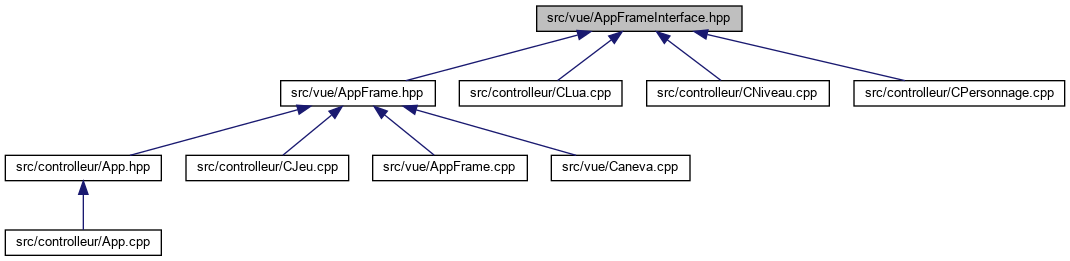 src/vue/AppFrameInterface.hpp
src/vue/AppFrame.hpp
src/controlleur/CLua.cpp
src/controlleur/CNiveau.cpp
src/controlleur/CPersonnage.cpp
src/controlleur/App.hpp
src/controlleur/CJeu.cpp
src/vue/AppFrame.cpp
src/vue/Caneva.cpp
src/controlleur/App.cpp